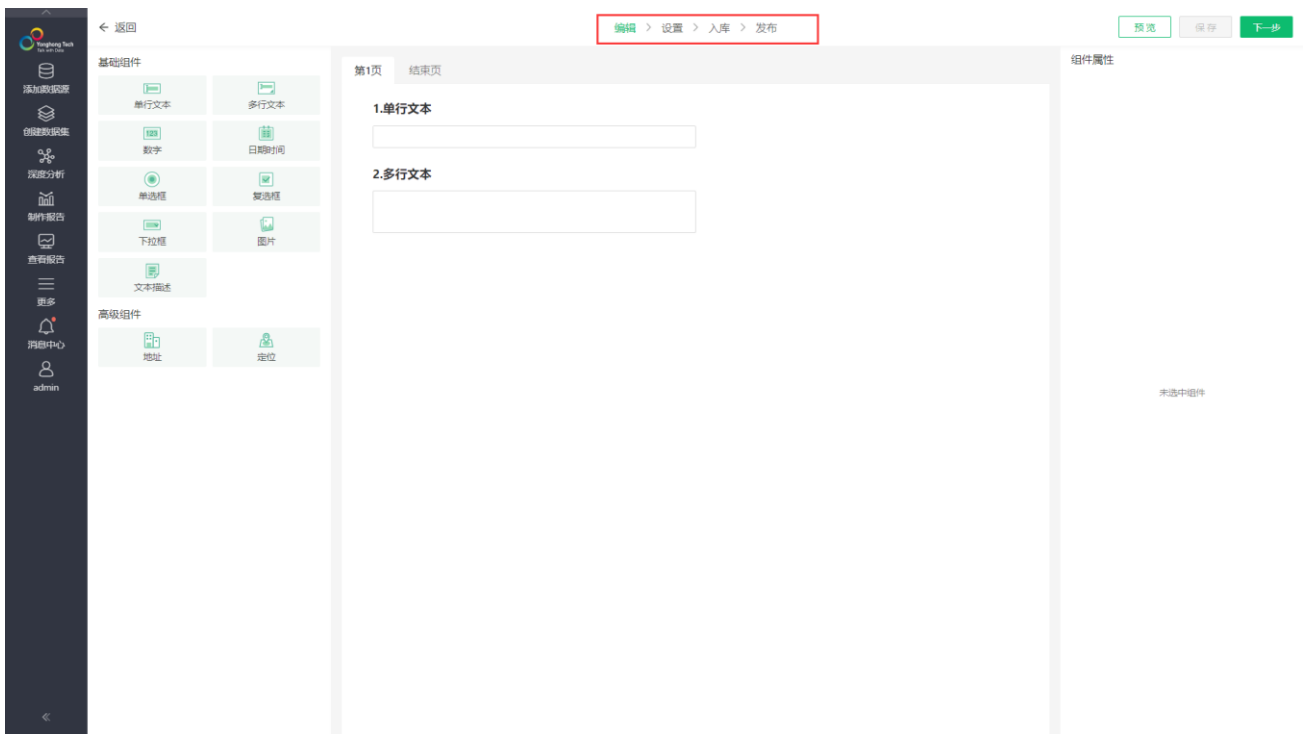 Yonghong Tech
返回
编辑 > 设置 > 入库 > 发布
预览
保存
下一步
添加数据源
创建数据集
深度分析
制作报告
查看报告
更多
消息中心
admin
基础组件
单行文本
多行文本
数字
日期时间
单选框
复选框
下拉框
图片
文本描述
高级组件
地址
定位
第1页
结束页
1.单行文本
2.多行文本
组件属性
未选中组件